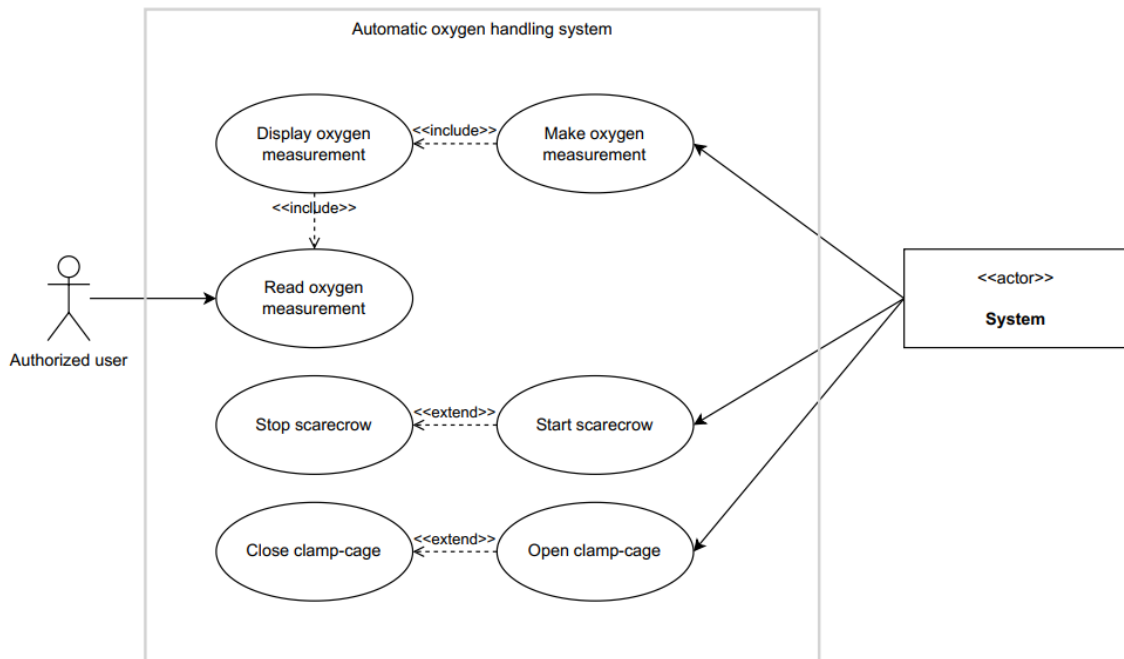 Automatic oxygen handling system
Display oxygen
measurement
<<include>>
Make oxygen
measurement
<<include>>
Read oxygen
measurement
<<actor>>
System
Authorized user
Stop scarecrow
<<extend>>
Start scarecrow
Close clamp-cage
<<extend>>
Open clamp-cage